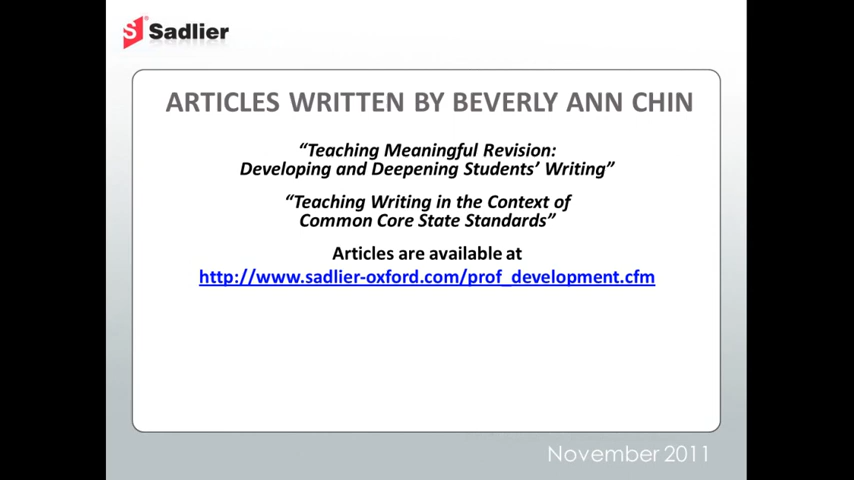 Sadlier
ARTICLES WRITTEN BY BEVERLY ANN CHIN
“Teaching Meaningful Revision:
Developing and Deepening Students’ Writing”
“Teaching Writing in the Context of
Common Core State Standards”
Articles are available at
http://www.sadlier-oxford.com/prof_development.cfm
November 2011